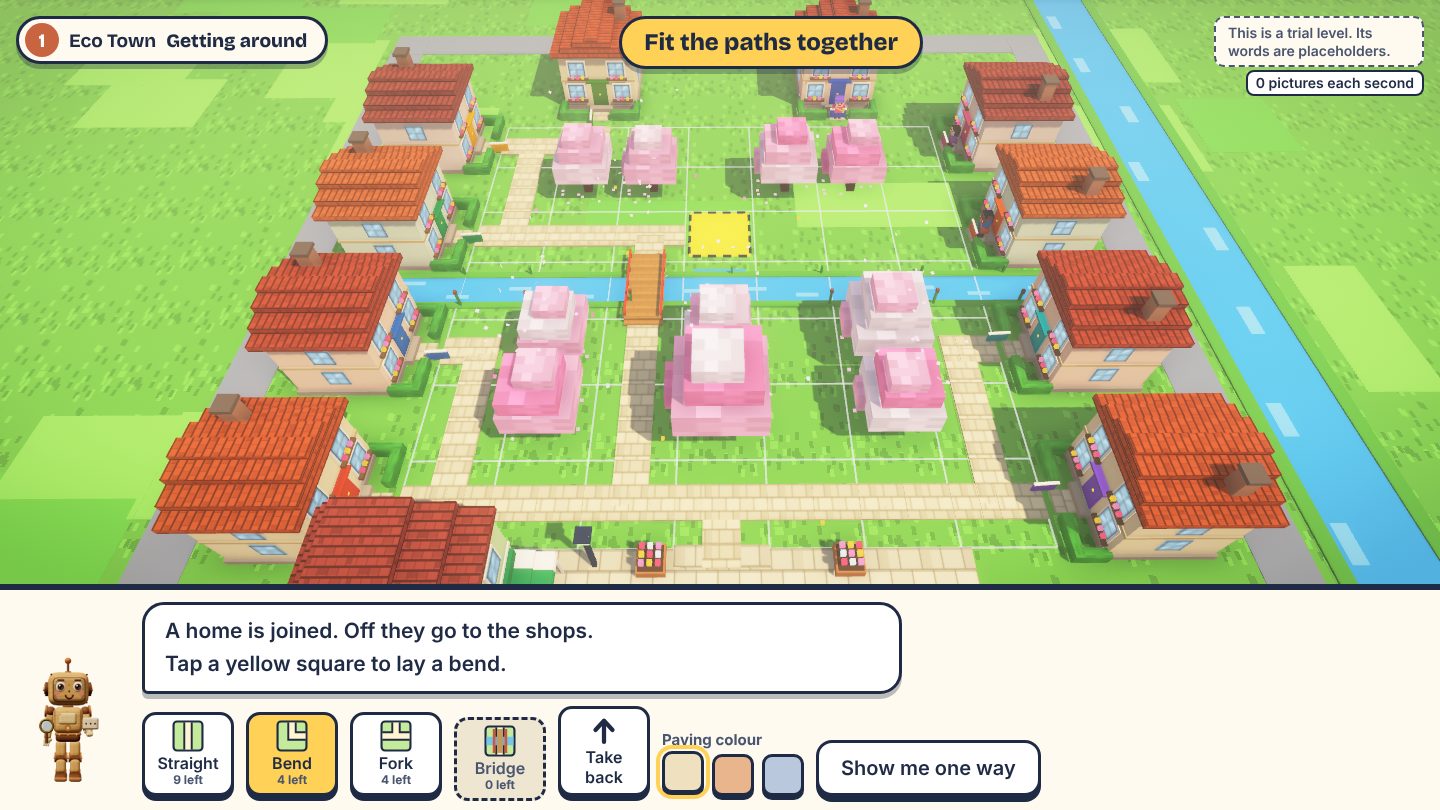 1 Eco Town Getting around
Fit the paths together
This is a trial level. Its
words are placeholders.
0 pictures each second
A home is joined. Off they go to the shops.
Tap a yellow square to lay a bend.
Straight
9 left
Bend
4 left
Fork
4 left
Bridge
0 left
Take
back
Paving colour
Show me one way